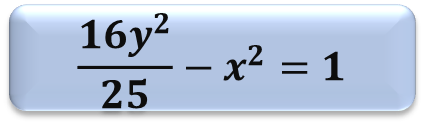 16y²/25 − x² = 1